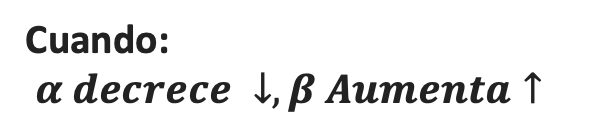 Cuando:
α decrece ↓, β Aumenta ↑